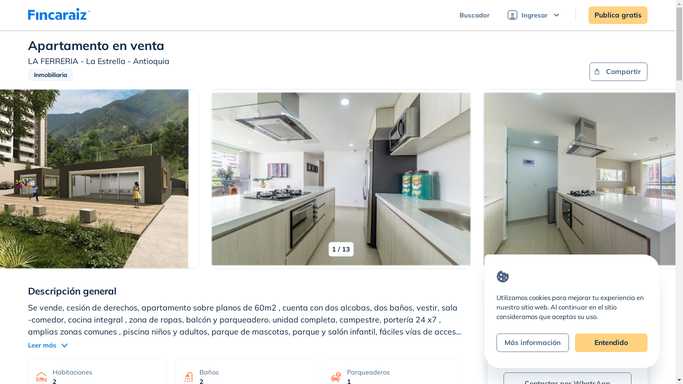 Fincaraiz
Buscador
Ingresar
Publica gratis
Apartamento en venta
LA FERRERIA - La Estrella - Antioquia
Inmobiliaria
Compartir
1 / 13
Descripción general
Se vende, cesión de derechos, apartamento sobre planos de 60m2 , cuenta con dos alcobas, dos baños, vestir, sala
-comedor, cocina integral , zona de ropas, balcón y parqueadero. unidad completa, campestre, portería 24 x7 ,
amplias zonas comunes , piscina niños y adultos, parque de mascotas, parque y salón infantil, fáciles vías de acces...
Leer más
Habitaciones
2
Baños
2
Parqueaderos
1
Utilizamos cookies para mejorar tu experiencia en
nuestro sitio web. Al continuar en el sitio
consideramos que aceptas su uso.
Más información
Entendido
Contactar por WhatsApp